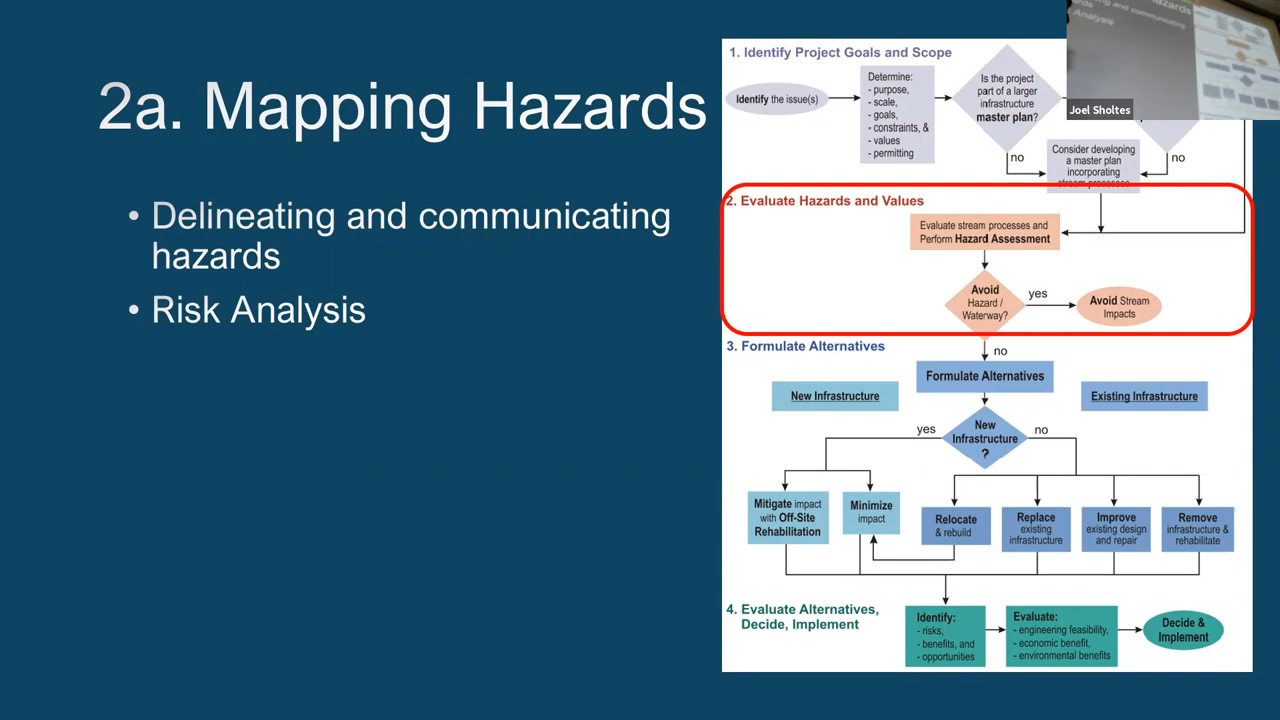 2a. Mapping Hazards
• Delineating and communicating
hazards
• Risk Analysis
1. Identify Project Goals and Scope
Identify the issue(s)
Determine:
- purpose,
- scale,
- goals,
- constraints, &
- values
- permitting
Is the project
part of a larger
infrastructure
master plan?
no
Consider developing
a master plan
incorporating
stream processes
no
Joel Sholtes
2. Evaluate Hazards and Values
Evaluate stream processes and
Perform Hazard Assessment
Avoid
Hazard /
Waterway?
yes
Avoid Stream
Impacts
no
3. Formulate Alternatives
Formulate Alternatives
New Infrastructure
Existing Infrastructure
New
Infrastructure
?
yes
no
Mitigate impact
with Off-Site
Rehabilitation
Minimize
impact
Relocate
& rebuild
Replace
existing
infrastructure
Improve
existing design
and repair
Remove
infrastructure &
rehabilitate
4. Evaluate Alternatives,
Decide, Implement
Identify:
- risks,
- benefits, and
- opportunities
Evaluate:
- engineering feasibility,
- economic benefit,
- environmental benefits
Decide &
Implement